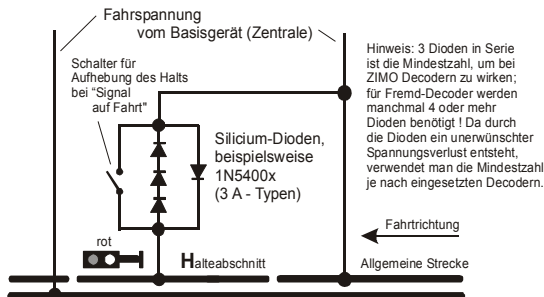 Fahrspannung
vom Basisgerät (Zentrale)
Schalter für
Aufhebung des Halts
bei "Signal
auf Fahrt"
Silicium-Dioden,
beispielsweise
1N5400x
(3 A - Typen)
Hinweis: 3 Dioden in Serie
ist die Mindestzahl, um bei
ZIMO Decodern zu wirken;
für Fremd-Decoder werden
manchmal 4 oder mehr
Dioden benötigt ! Da durch
die Dioden ein unerwünschter
Spannungsverlust entsteht,
verwendet man die Mindestzahl
je nach eingesetzten Decodern.
Fahrtrichtung
rot
Halteabschnitt
Allgemeine Strecke